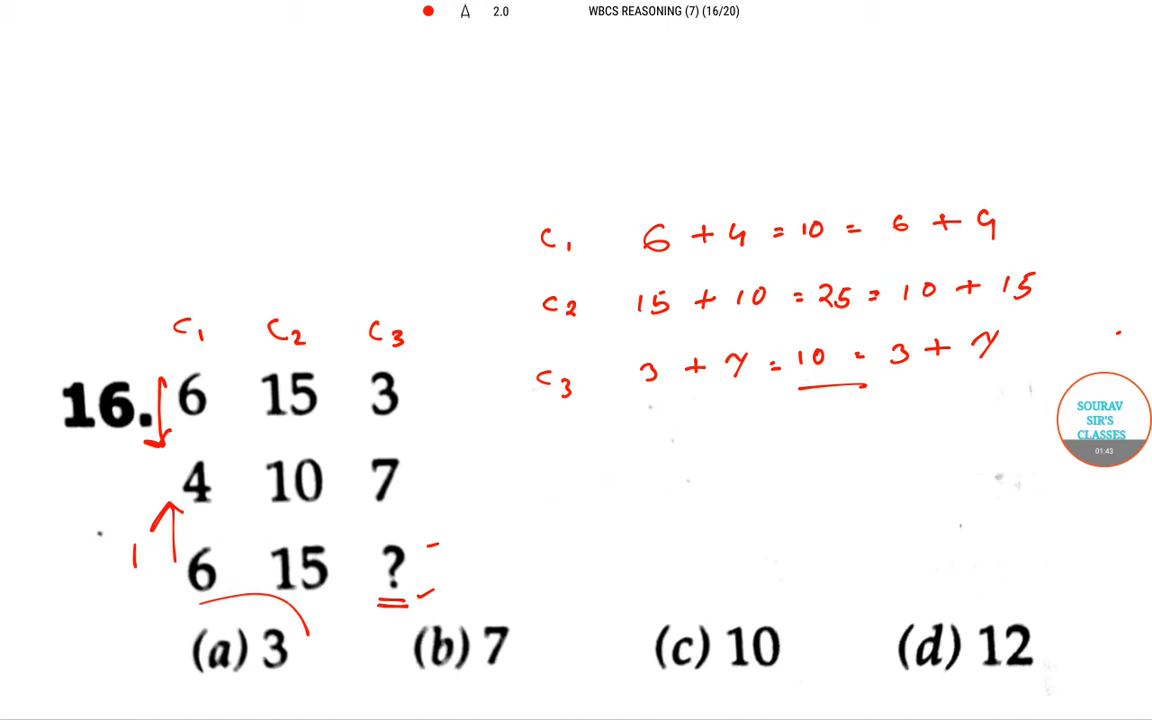 A 2.0 WBCS REASONING (7) (16/20)
C1 6 + 4 = 10 = 6 + 4
C2 15 + 10 = 25 = 10 + 15
C3 3 + 7 = 10 = 3 + 7
C1 C2 C3
16. 6 15 3
4 10 7
1
6 15 ?
(a) 3 (b) 7 (c) 10 (d) 12
SOURAV
SIR'S
CLASSES
01:43